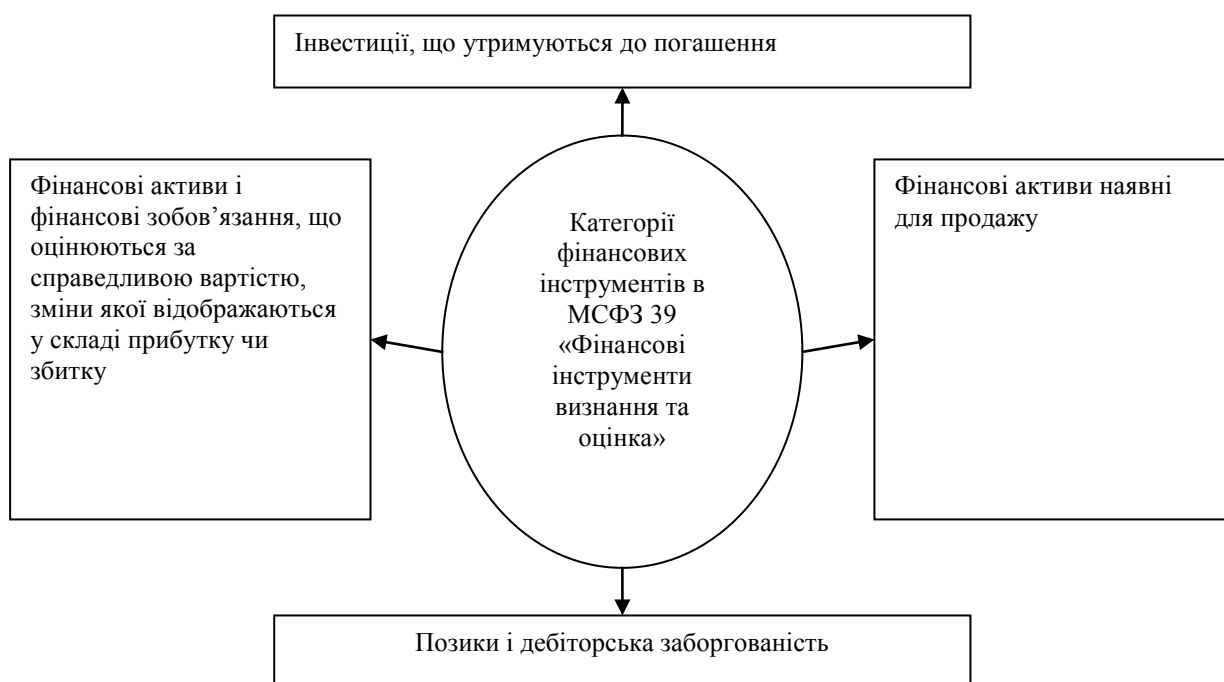 Інвестиції, що утримуються до погашення
Фінансові активи і
фінансові зобов’язання, що
оцінюються за
справедливою вартістю,
зміни якої відображаються
у складі прибутку чи
збитку
Категорії
фінансових
інструментів в
МСФЗ 39
«Фінансові
інструменти
визнання та
оцінка»
Фінансові активи наявні
для продажу
Позики і дебіторська заборгованість